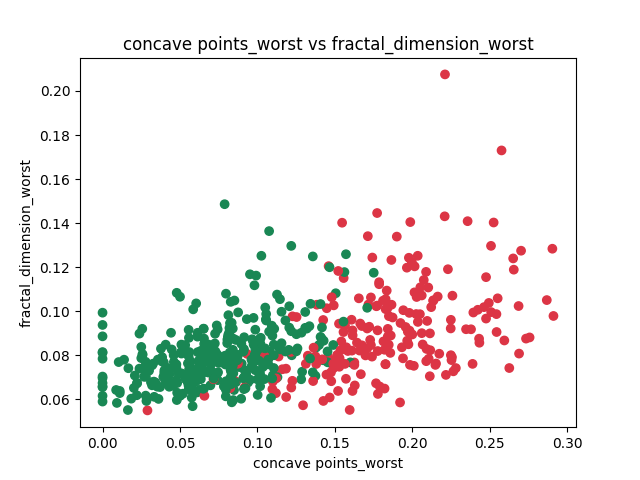 concave points_worst vs fractal_dimension_worst
fractal_dimension_worst
0.20
0.18
0.16
0.14
0.12
0.10
0.08
0.06
0.00 0.05 0.10 0.15 0.20 0.25 0.30
concave points_worst